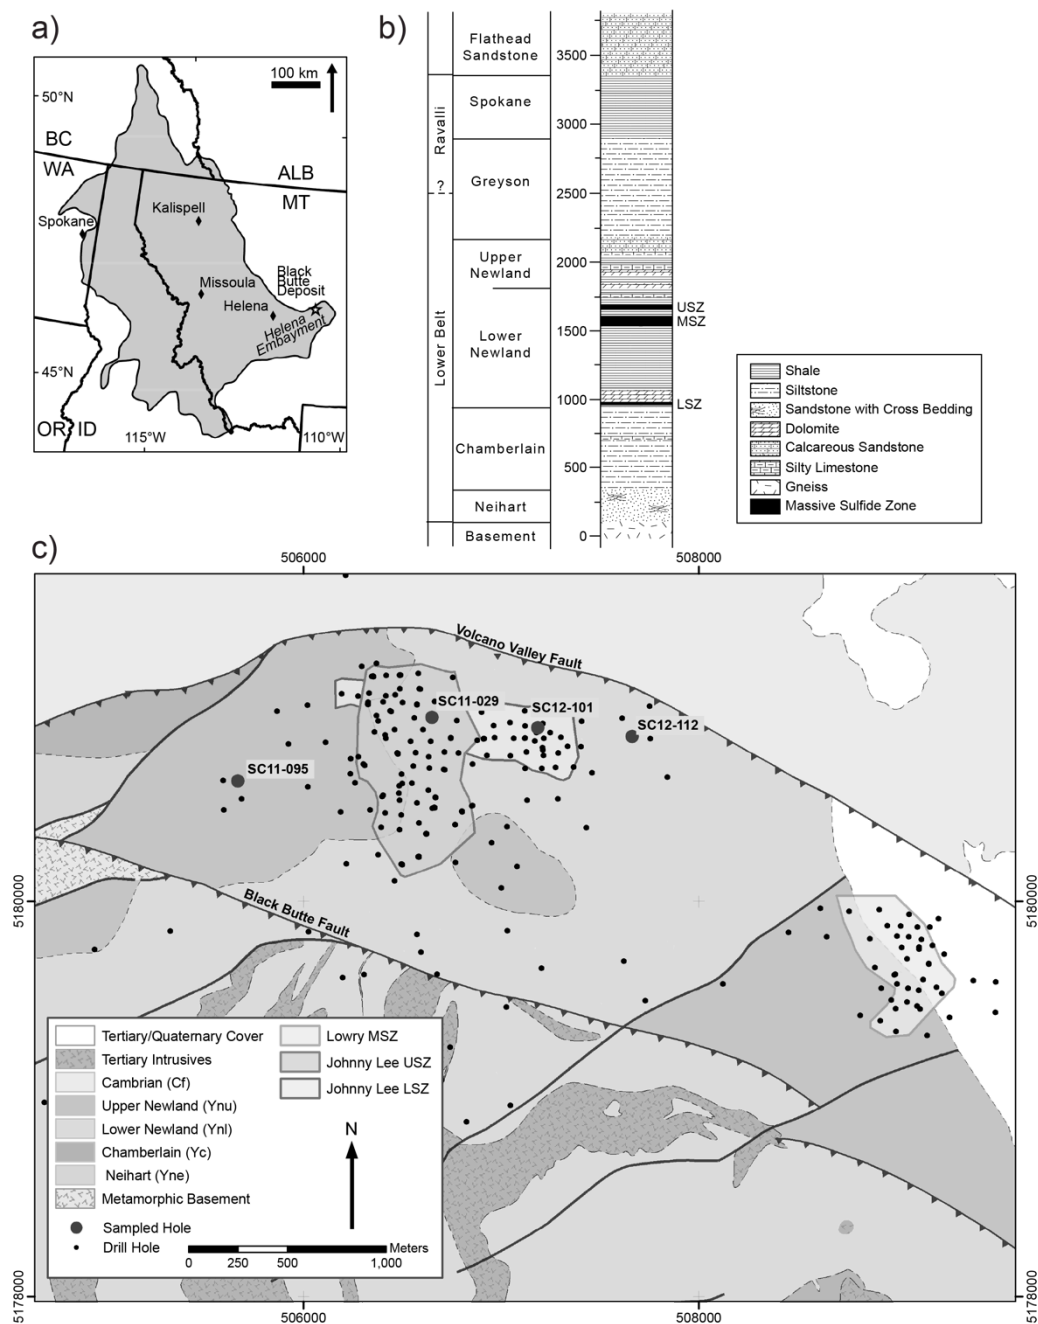 a)
100 km
50°N
BC
WA
ALB
MT
Kalispell
Spokane
Black
Butte
Deposit
Missoula
Helena
Helena
Embayment
45°N
OR
ID
115°W
110°W
b)
Flathead
Sandstone
Ravalli
Spokane
Greyson
?
Upper
Newland
Lower Belt
Lower
Newland
Chamberlain
Neihart
Basement
3500
3000
2500
2000
1500
1000
500
0
USZ
MSZ
LSZ
Shale
Siltstone
Sandstone with Cross Bedding
Dolomite
Calcareous Sandstone
Silty Limestone
Gneiss
Massive Sulfide Zone
c)
506000
508000
Volcano Valley Fault
SC11-029
SC12-101
SC12-112
SC11-095
Black Butte Fault
5180000
5180000
Tertiary/Quaternary Cover
Tertiary Intrusives
Cambrian (Cf)
Upper Newland (Ynu)
Lower Newland (Ynl)
Chamberlain (Yc)
Neihart (Yne)
Metamorphic Basement
Sampled Hole
Drill Hole
Lowry MSZ
Johnny Lee USZ
Johnny Lee LSZ
N
Meters
0 250 500 1,000
5178000
5178000
506000
508000